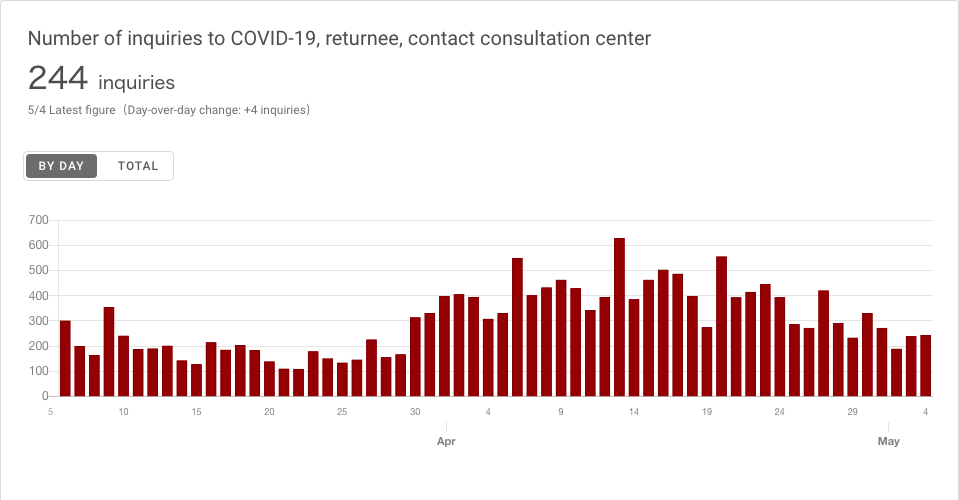 Number of inquiries to COVID-19, returnee, contact consultation center
244 inquiries
5/4 Latest figure（Day-over-day change: +4 inquiries）
BY DAY TOTAL
700
600
500
400
300
200
100
0
5 10 15 20 25 30 4 9 14 19 24 29 4
Apr May